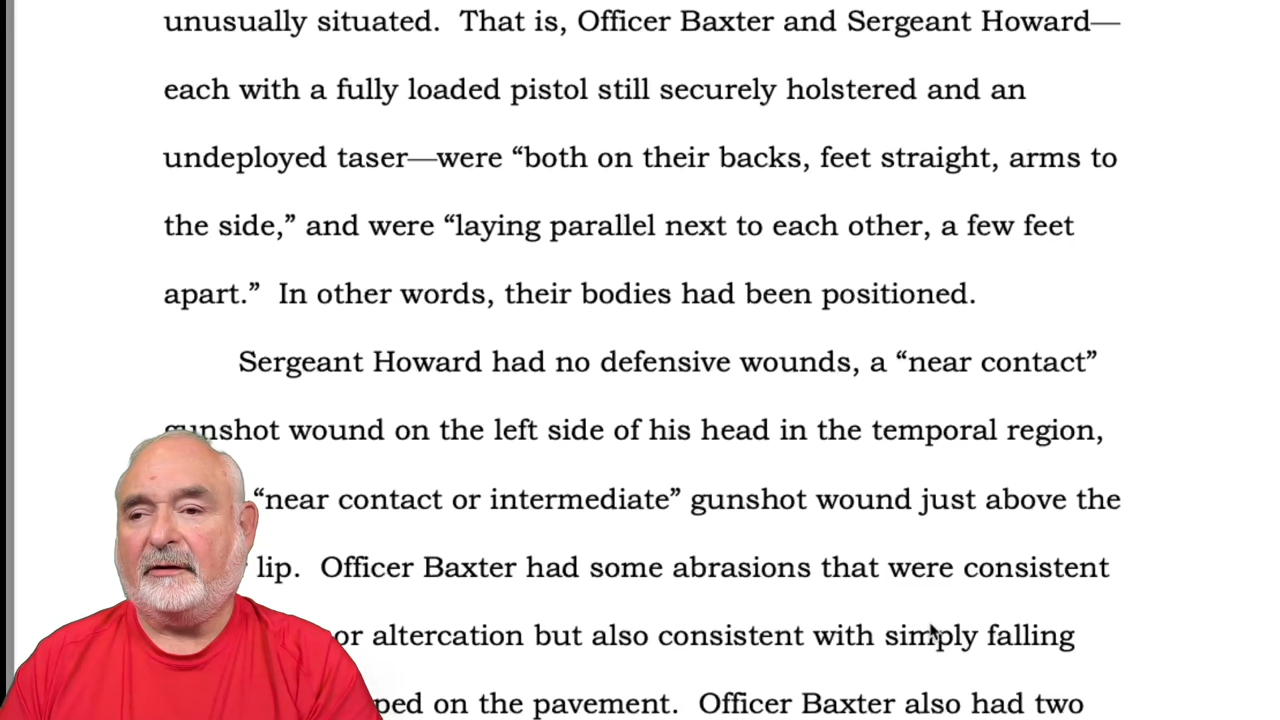 unusually situated. That is, Officer Baxter and Sergeant Howard—
each with a fully loaded pistol still securely holstered and an
undeployed taser—were “both on their backs, feet straight, arms to
the side,” and were “laying parallel next to each other, a few feet
apart.” In other words, their bodies had been positioned.
Sergeant Howard had no defensive wounds, a “near contact”
gunshot wound on the left side of his head in the temporal region,
“near contact or intermediate” gunshot wound just above the
lip. Officer Baxter had some abrasions that were consistent
or altercation but also consistent with simply falling
on the pavement. Officer Baxter also had two